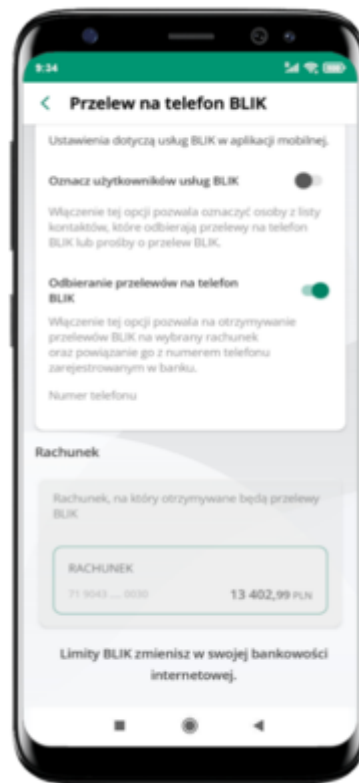 9:34
Przelew na telefon BLIK
Ustawienia dotyczą usług BLIK w aplikacji mobilnej.
Oznacz użytkowników usług BLIK
Włączenie tej opcji pozwala oznaczyć osoby z listy
kontaktów, które odbierają przelewy na telefon
BLIK lub prośby o przelew BLIK.
Odbieranie przelewów na telefon
BLIK
Włączenie tej opcji pozwala na otrzymywanie
przelewów BLIK na wybrany rachunek
oraz powiązanie go z numerem telefonu
zarejestrowanym w banku.
Numer telefonu
Rachunek
Rachunek, na który otrzymywane będą przelewy
BLIK
RACHUNEK
71 9043 .... 0030 13 402,99 PLN
Limity BLIK zmienisz w swojej bankowości
internetowej.